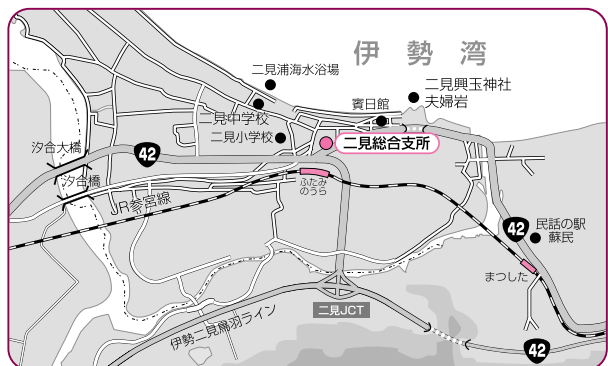 伊勢湾
二見浦海水浴場
二見興玉神社
夫婦岩
賓日館
二見中学校
二見小学校
二見総合支所
汐合大橋
42
汐合橋
ふたみ
のうら
JR参宮線
42
民話の駅
蘇民
まつした
二見JCT
伊勢二見鳥羽ライン
42